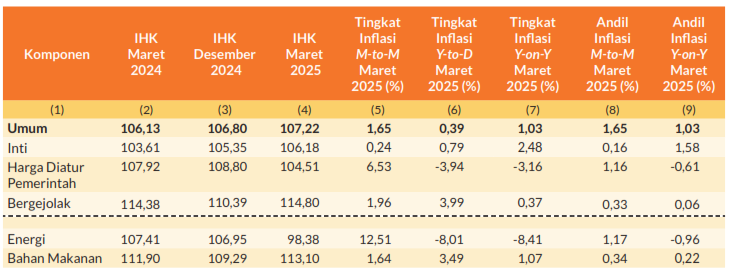 Komponen IHK Maret 2024 IHK Desember 2024 IHK Maret 2025 Tingkat Inflasi M-to-M Maret 2025 (%) Tingkat Inflasi Y-to-D Maret 2025 (%) Tingkat Inflasi Y-on-Y Maret 2025 (%) Andil Inflasi M-to-M Maret 2025 (%) Andil Inflasi Y-on-Y Maret 2025 (%)
(1) (2) (3) (4) (5) (6) (7) (8) (9)
Umum 106,13 106,80 107,22 1,65 0,39 1,03 1,65 1,03
Inti 103,61 105,35 106,18 0,24 0,79 2,48 0,16 1,58
Harga Diatur Pemerintah 107,92 108,80 104,51 6,53 -3,94 -3,16 1,16 -0,61
Bergejolak 114,38 110,39 114,80 1,96 3,99 0,37 0,33 0,06
Energi 107,41 106,95 98,38 12,51 -8,01 -8,41 1,17 -0,96
Bahan Makanan 111,90 109,29 113,10 1,64 3,49 1,07 0,34 0,22